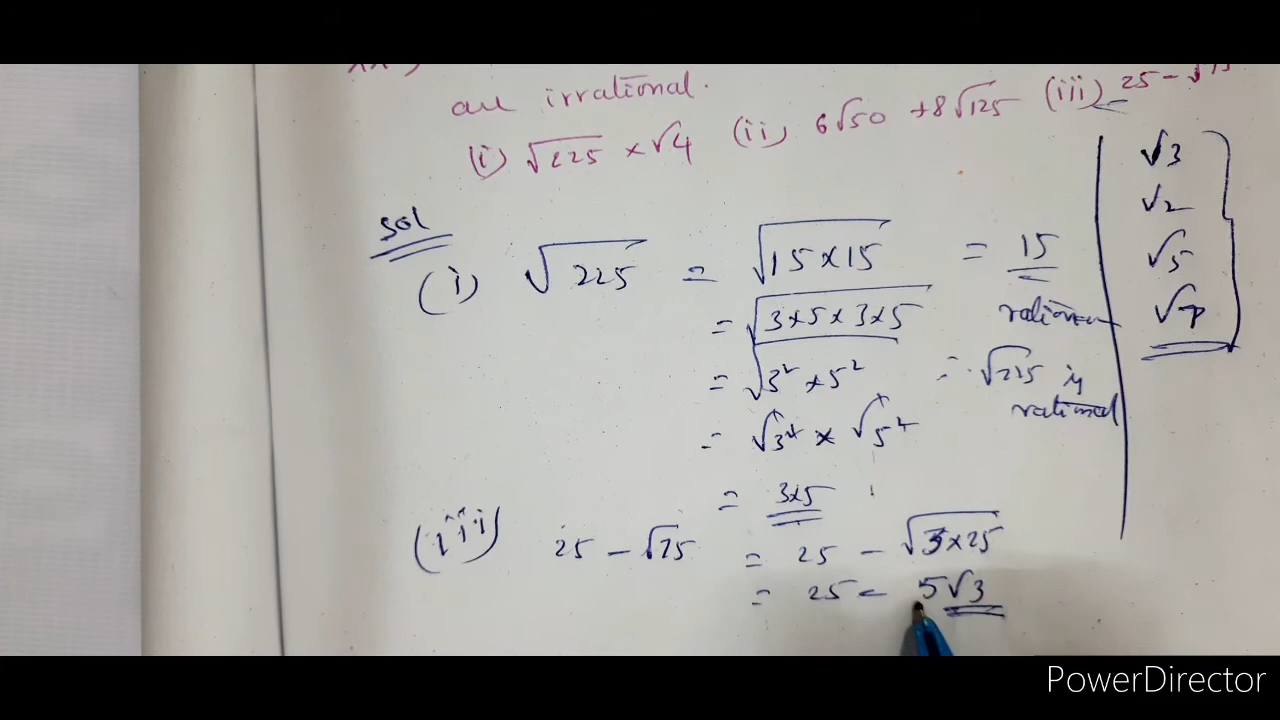 are irrational.
(i) √225 × √4 (ii) 6√50 + 8√125 (iii) 25 - √75
sol
(i) √225 = √15×15 = 15
= √3×5×3×5 rational
= √3² × 5² = √225 is
rational
= √3² × √5²
= 3×5
(iii) 25 - √75 = 25 - √3×25
= 25 - 5√3
√3
√2
√5
√7
PowerDirector